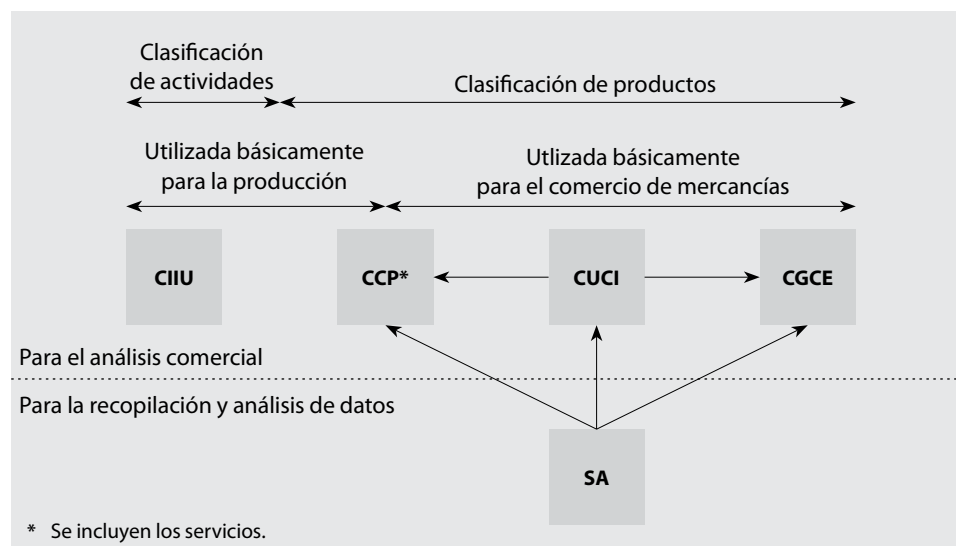 Clasificación
de actividades
Clasificación de productos
Utilizada básicamente
para la producción
Utlizada básicamente
para el comercio de mercancías
CIIU
CCP*
CUCI
CGCE
Para el análisis comercial
Para la recopilación y análisis de datos
SA
* Se incluyen los servicios.